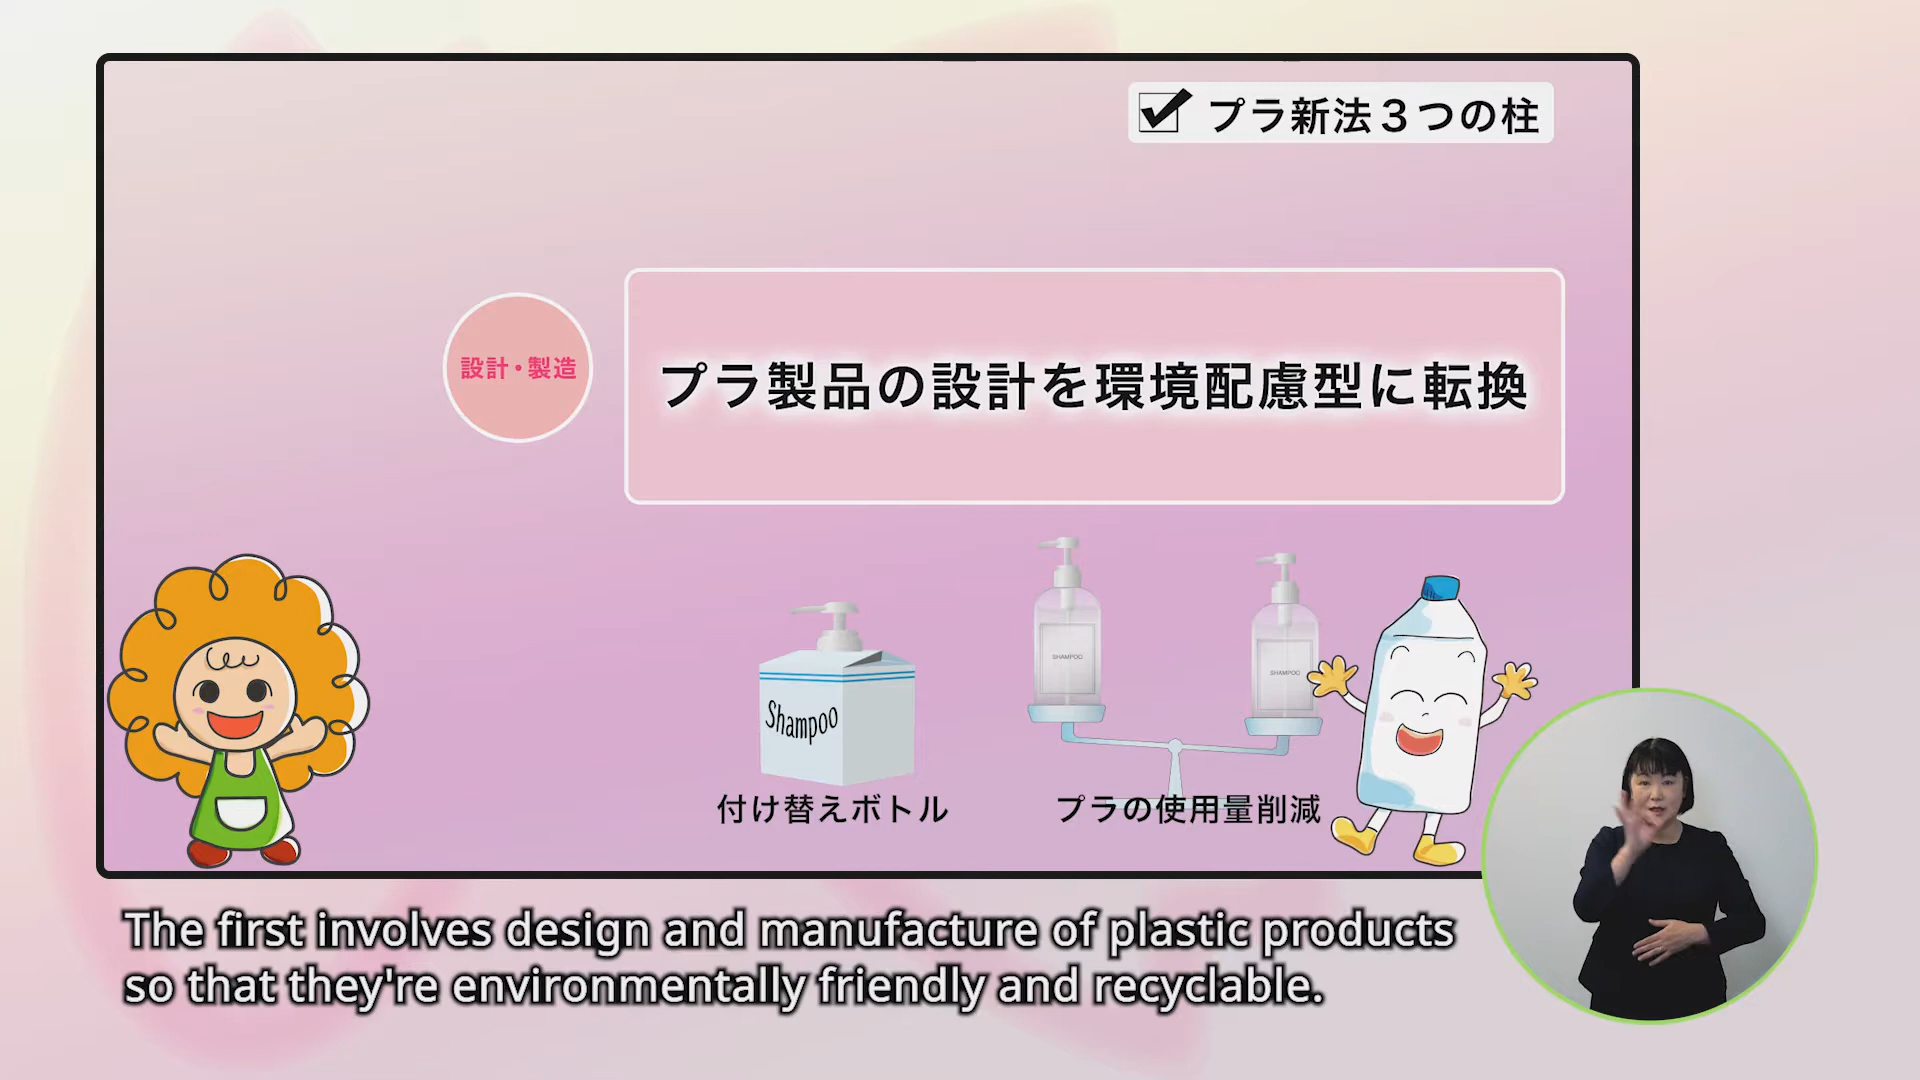 プラ新法３つの柱
設計・製造
プラ製品の設計を環境配慮型に転換
SHAMPOO
SHAMPOO
Shampoo
付け替えボトル
プラの使用量削減
The first involves design and manufacture of plastic products
so that they're environmentally friendly and recyclable.